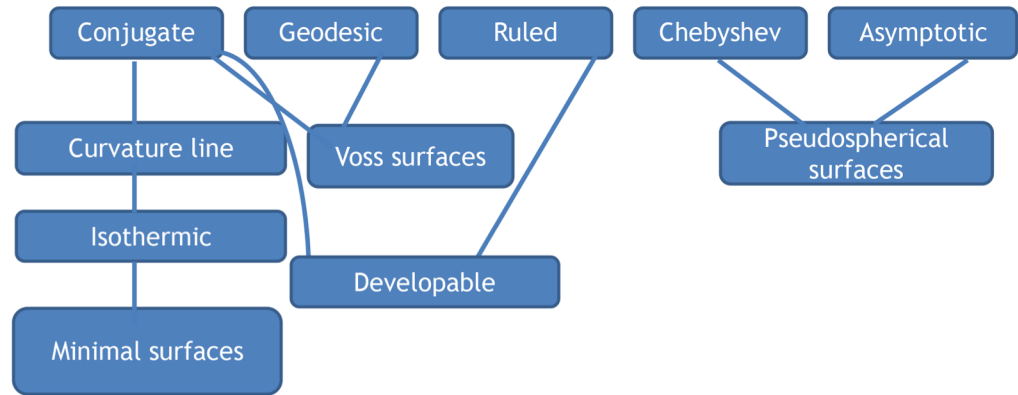 Conjugate
Geodesic
Ruled
Chebyshev
Asymptotic
Curvature line
Voss surfaces
Pseudospherical
surfaces
Isothermic
Developable
Minimal surfaces